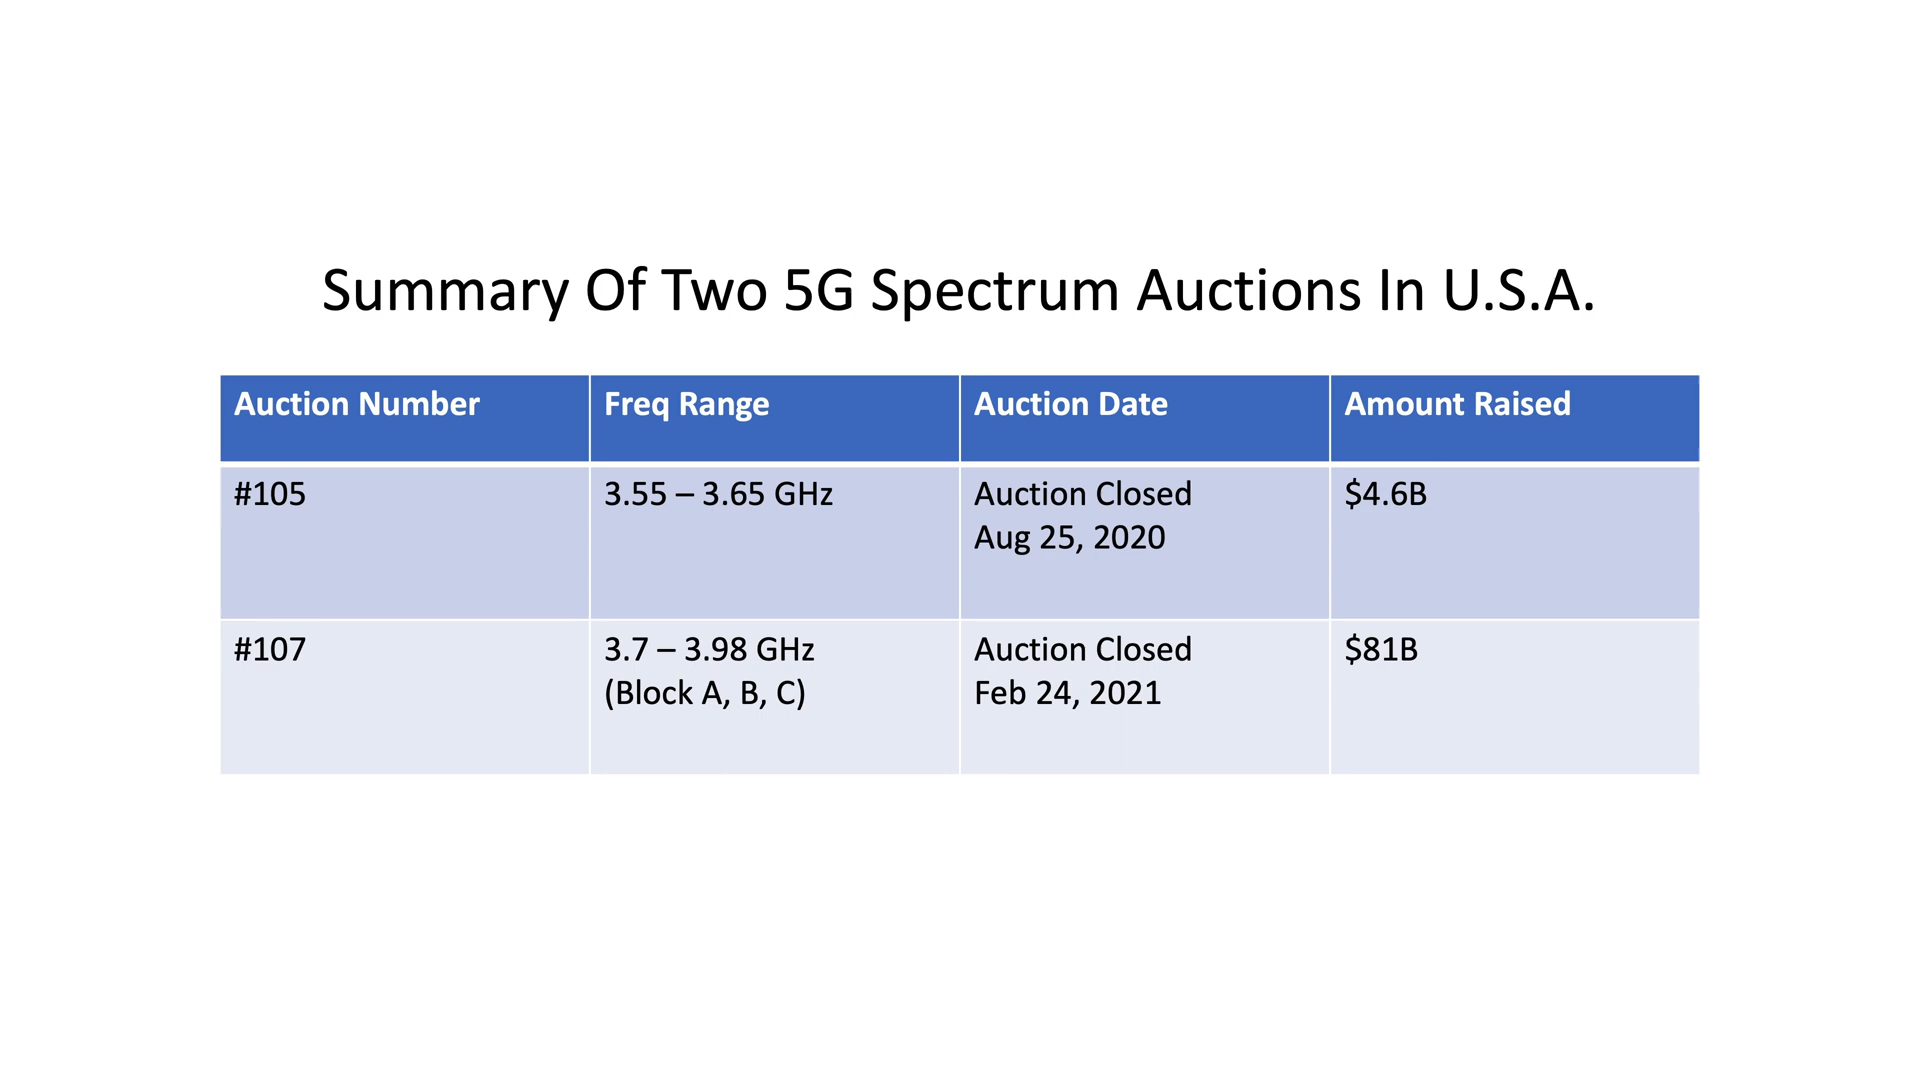 Summary Of Two 5G Spectrum Auctions In U.S.A.
Auction Number
Freq Range
Auction Date
Amount Raised
#105
3.55 – 3.65 GHz
Auction Closed
Aug 25, 2020
$4.6B
#107
3.7 – 3.98 GHz
(Block A, B, C)
Auction Closed
Feb 24, 2021
$81B